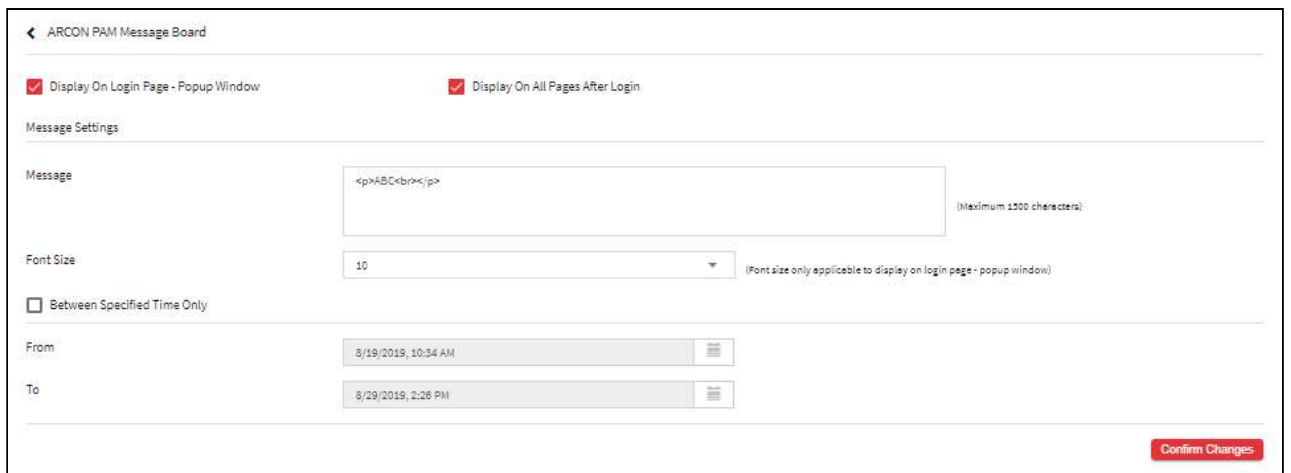 ARCON PAM Message Board
Display On Login Page - Popup Window
Display On All Pages After Login
Message Settings
Message
<p>ABC<br></p>
(Maximum 1500 characters)
Font Size
10
(Font size only applicable to display on login page - popup window)
Between Specified Time Only
From
8/19/2019, 10:34 AM
To
8/29/2019, 2:26 PM
Confirm Changes